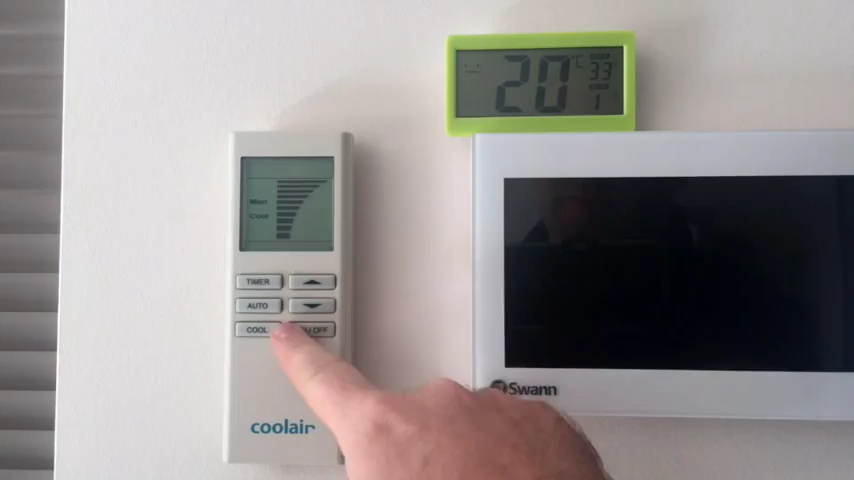 20 °C 33
1
Man
Cool
TIMER
AUTO
COOL OFF
Swann
coolair